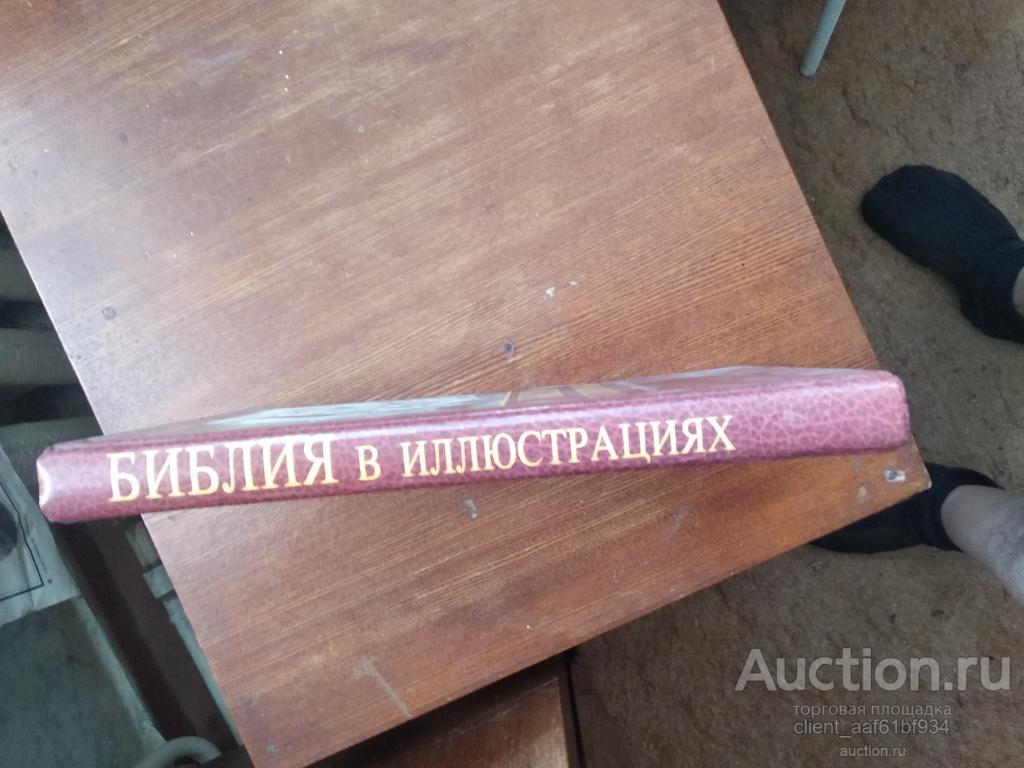 БИБЛИЯ В ИЛЛЮСТРАЦИЯХ
Auction.ru
торговая площадка
client_aaf61bf934
auction.ru